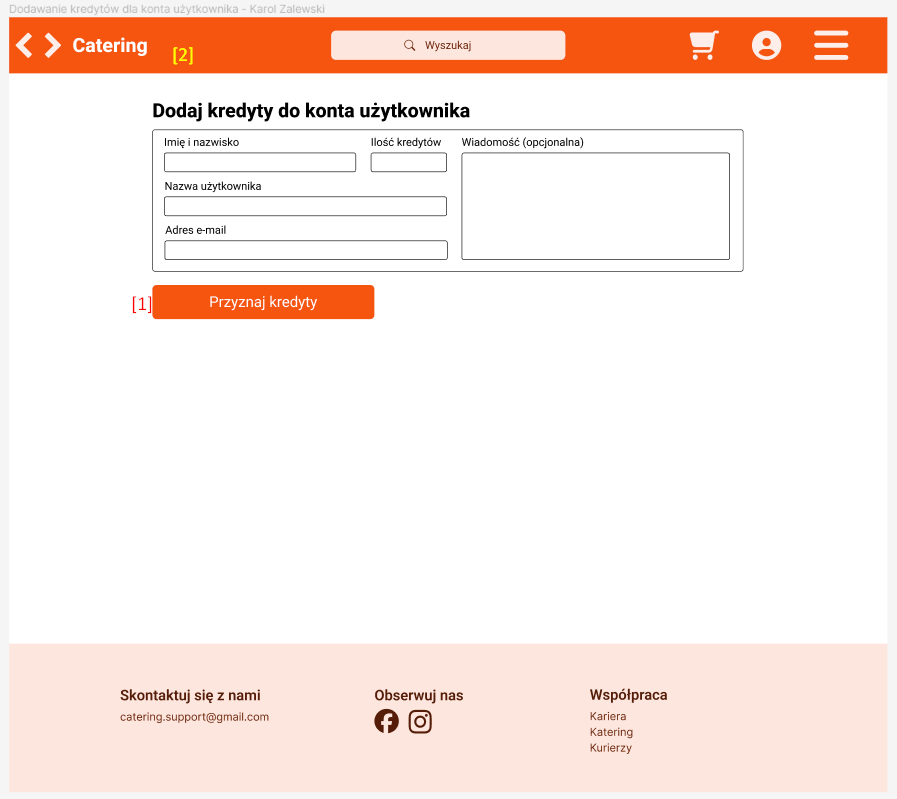 Dodawanie kredytów dla konta użytkownika - Karol Zalewski
Catering
[2]
Wyszukaj
Dodaj kredyty do konta użytkownika
Imię i nazwisko
Ilość kredytów
Wiadomość (opcjonalna)
Nazwa użytkownika
Adres e-mail
[1]
Przyznaj kredyty
Skontaktuj się z nami
catering.support@gmail.com
Obserwuj nas
Współpraca
Kariera
Katering
Kurierzy